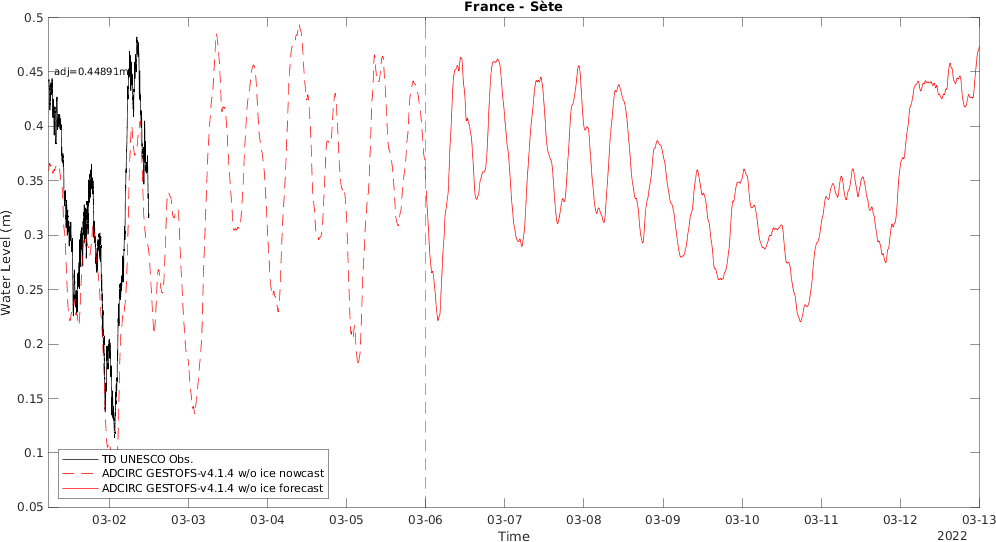 France - Sète
0.5
0.45
0.4
0.35
0.3
0.25
0.2
0.15
0.1
0.05
Water Level (m)
adj=0.44891m
TD UNESCO Obs.
ADCIRC GESTOFS-v4.1.4 w/o ice nowcast
ADCIRC GESTOFS-v4.1.4 w/o ice forecast
03-02 03-03 03-04 03-05 03-06 03-07 03-08 03-09 03-10 03-11 03-12 03-13
Time
2022